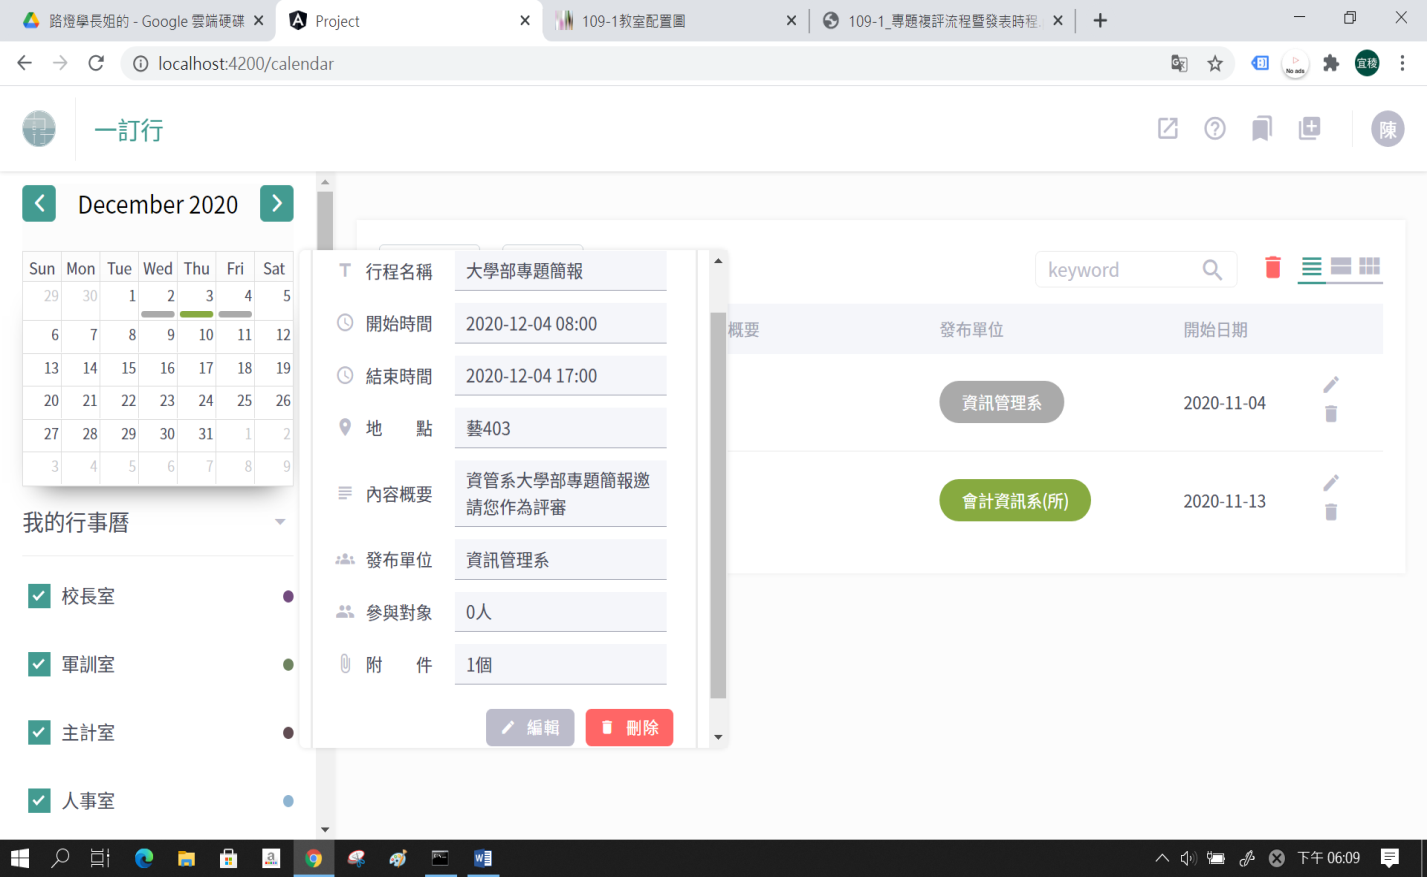 路燈學長姐的 - Google 雲端硬碟
Project
109-1教室配置圖
109-1_專題複評流程暨發表時程
localhost:4200/calendar
No ads
宜稜
一訂行
陳
December 2020
Sun Mon Tue Wed Thu Fri Sat
29 30 1 2 3 4 5
6 7 8 9 10 11 12
13 14 15 16 17 18 19
20 21 22 23 24 25 26
27 28 29 30 31 1 2
3 4 5 6 7 8 9
我的行事曆
校長室
軍訓室
主計室
人事室
行程名稱 大學部專題簡報
開始時間 2020-12-04 08:00
結束時間 2020-12-04 17:00
地 點 藝403
內容概要 資管系大學部專題簡報邀
請您作為評審
發布單位 資訊管理系
參與對象 0人
附 件 1個
編輯 刪除
keyword
概要 發布單位 開始日期
資訊管理系 2020-11-04
會計資訊系(所) 2020-11-13
下午 06:09